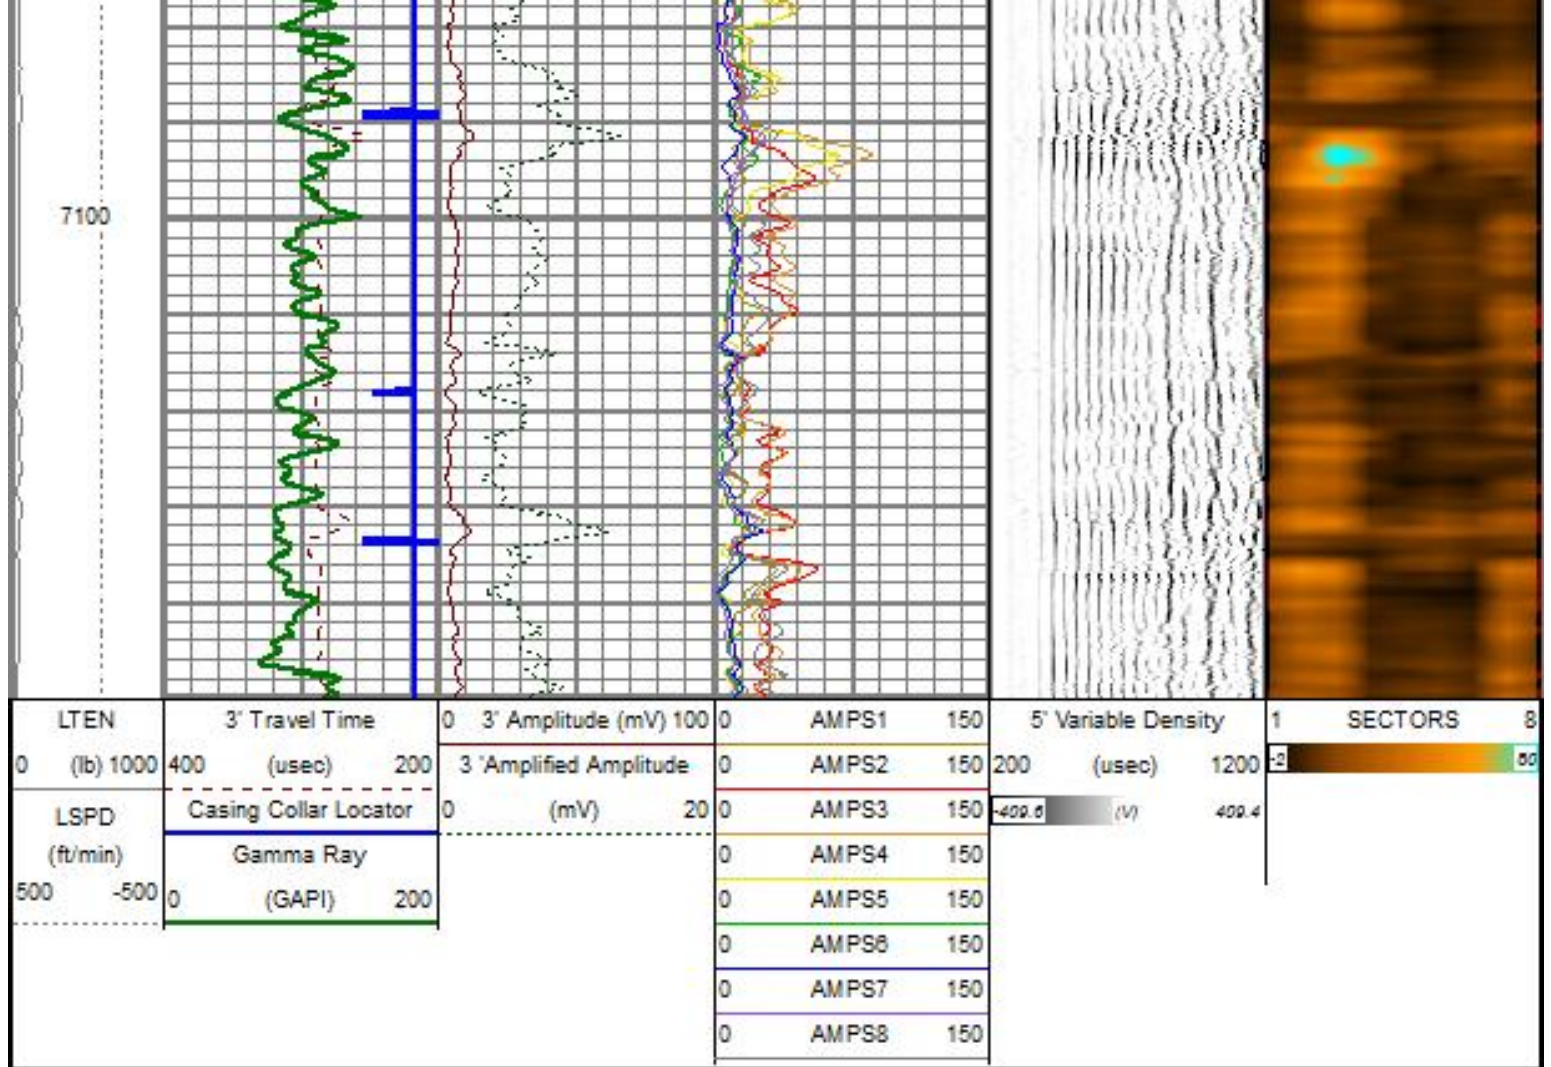 7100
LTEN
0 (lb) 1000
LSPD
(ft/min)
500 -500
3' Travel Time
400 (usec) 200
Casing Collar Locator
Gamma Ray
0 (GAPI) 200
0 3' Amplitude (mV) 100
3 'Amplified Amplitude
0 (mV) 20
0 AMPS1 150
0 AMPS2 150
0 AMPS3 150
0 AMPS4 150
0 AMPS5 150
0 AMPS6 150
0 AMPS7 150
0 AMPS8 150
5' Variable Density
200 (usec) 1200
-409.6 (V) 409.4
1 SECTORS 8
-2